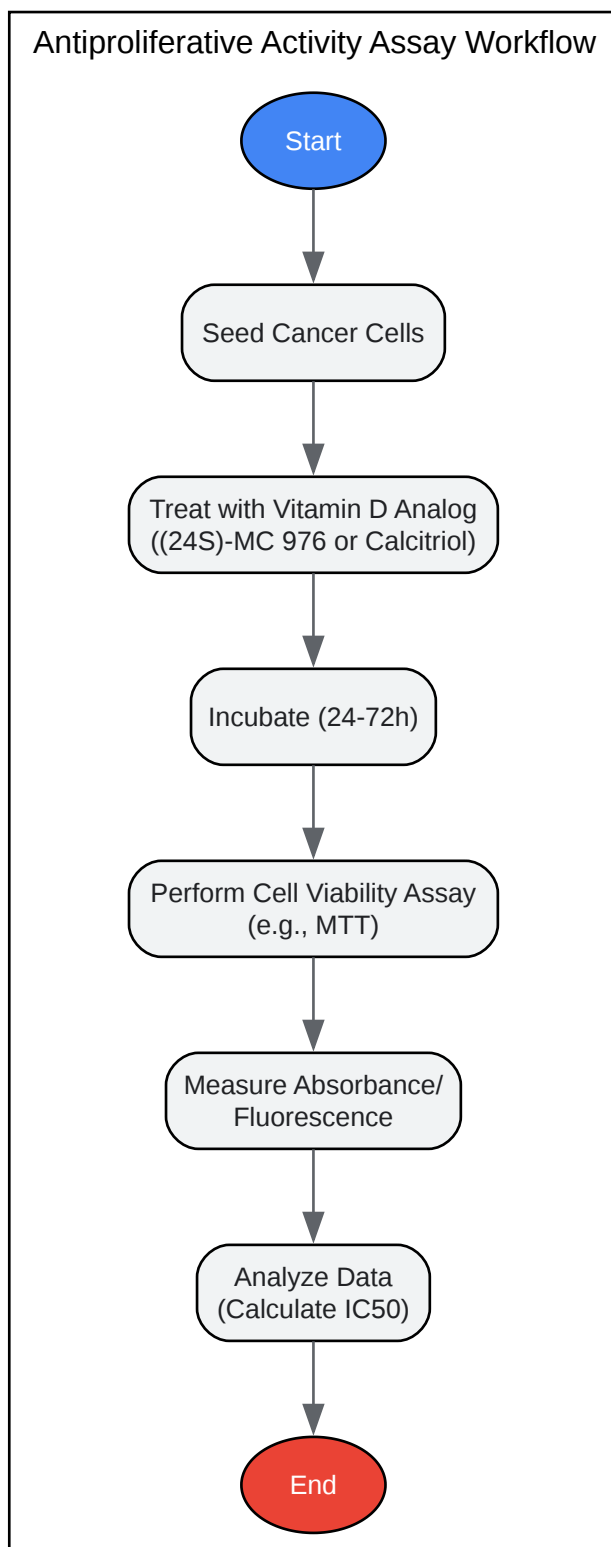 Antiproliferative Activity Assay Workflow
Start
Seed Cancer Cells
Treat with Vitamin D Analog
((24S)-MC 976 or Calcitriol)
Incubate (24-72h)
Perform Cell Viability Assay
(e.g., MTT)
Measure Absorbance/
Fluorescence
Analyze Data
(Calculate IC50)
End